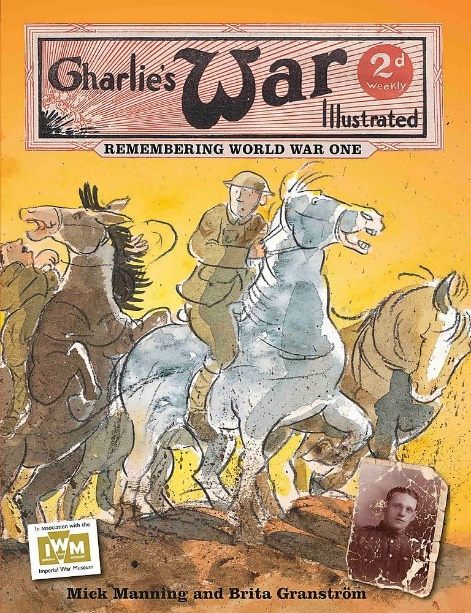 Charlie's War
Illustrated
2d
weekly
REMEMBERING WORLD WAR ONE
In association with the
IWM
Imperial War Museum
Mick Manning and Brita Granström